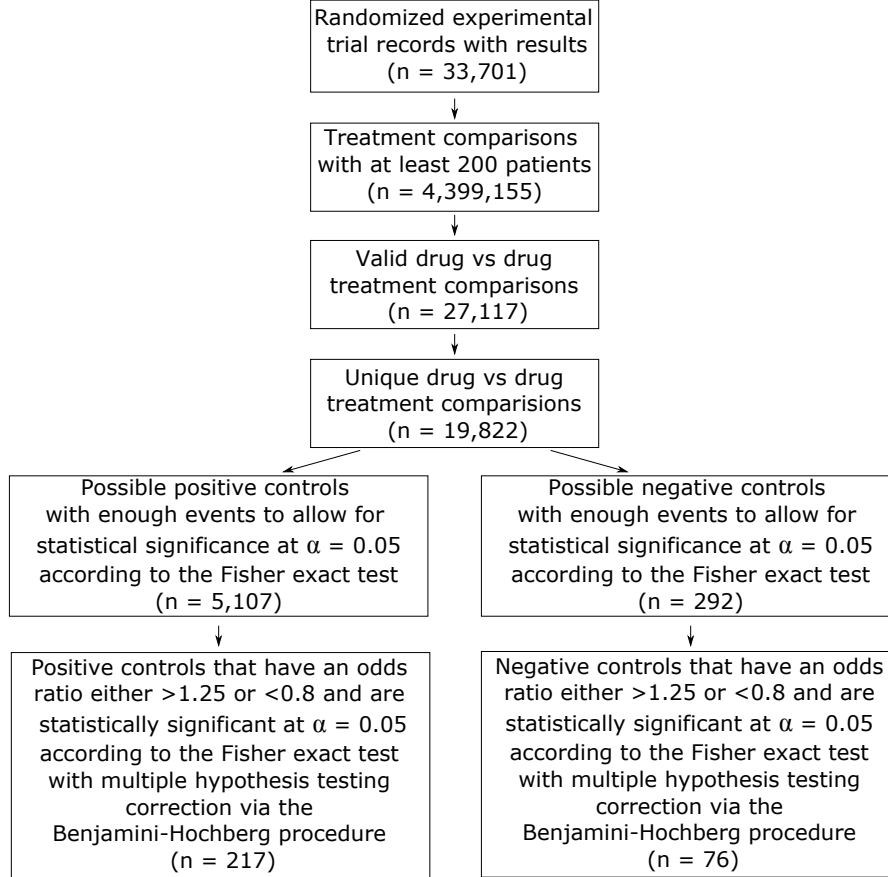 Randomized experimental
trial records with results
(n = 33,701)
Treatment comparisons
with at least 200 patients
(n = 4,399,155)
Valid drug vs drug
treatment comparisons
(n = 27,117)
Unique drug vs drug
treatment comparisions
(n = 19,822)
Possible positive controls
with enough events to allow for
statistical significance at α = 0.05
according to the Fisher exact test
(n = 5,107)
Possible negative controls
with enough events to allow for
statistical significance at α = 0.05
according to the Fisher exact test
(n = 292)
Positive controls that have an odds
ratio either >1.25 or <0.8 and are
statistically significant at α = 0.05
according to the Fisher exact test
with multiple hypothesis testing
correction via the
Benjamini-Hochberg procedure
(n = 217)
Negative controls that have an odds
ratio either >1.25 or <0.8 and are
statistically significant at α = 0.05
according to the Fisher exact test
with multiple hypothesis testing
correction via the
Benjamini-Hochberg procedure
(n = 76)